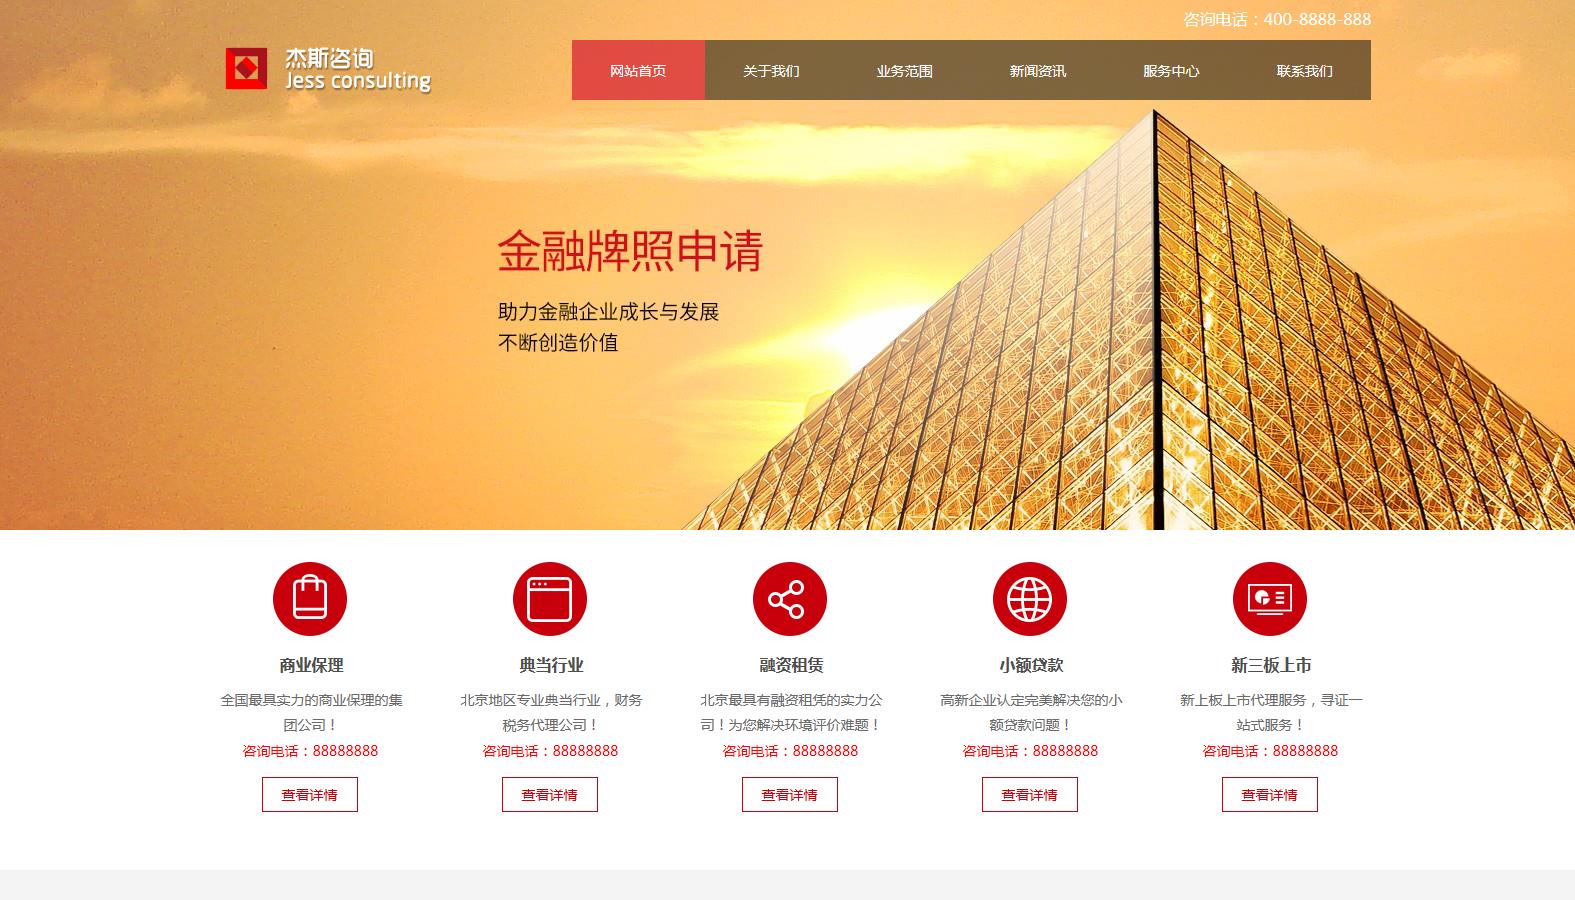 咨询电话：400-8888-888
杰斯咨询
Jess consulting
网站首页 关于我们 业务范围 新闻资讯 服务中心 联系我们
金融牌照申请
助力金融企业成长与发展
不断创造价值
商业保理
全国最具实力的商业保理的集
团公司！
咨询电话：88888888
查看详情
典当行业
北京地区专业典当行业，财务
税务代理公司！
咨询电话：88888888
查看详情
融资租赁
北京最具有融资租凭的实力公
司！为您解决环境评价难题！
咨询电话：88888888
查看详情
小额贷款
高新企业认定完美解决您的小
额贷款问题！
咨询电话：88888888
查看详情
新三板上市
新上板上市代理服务，寻证一
站式服务！
咨询电话：88888888
查看详情